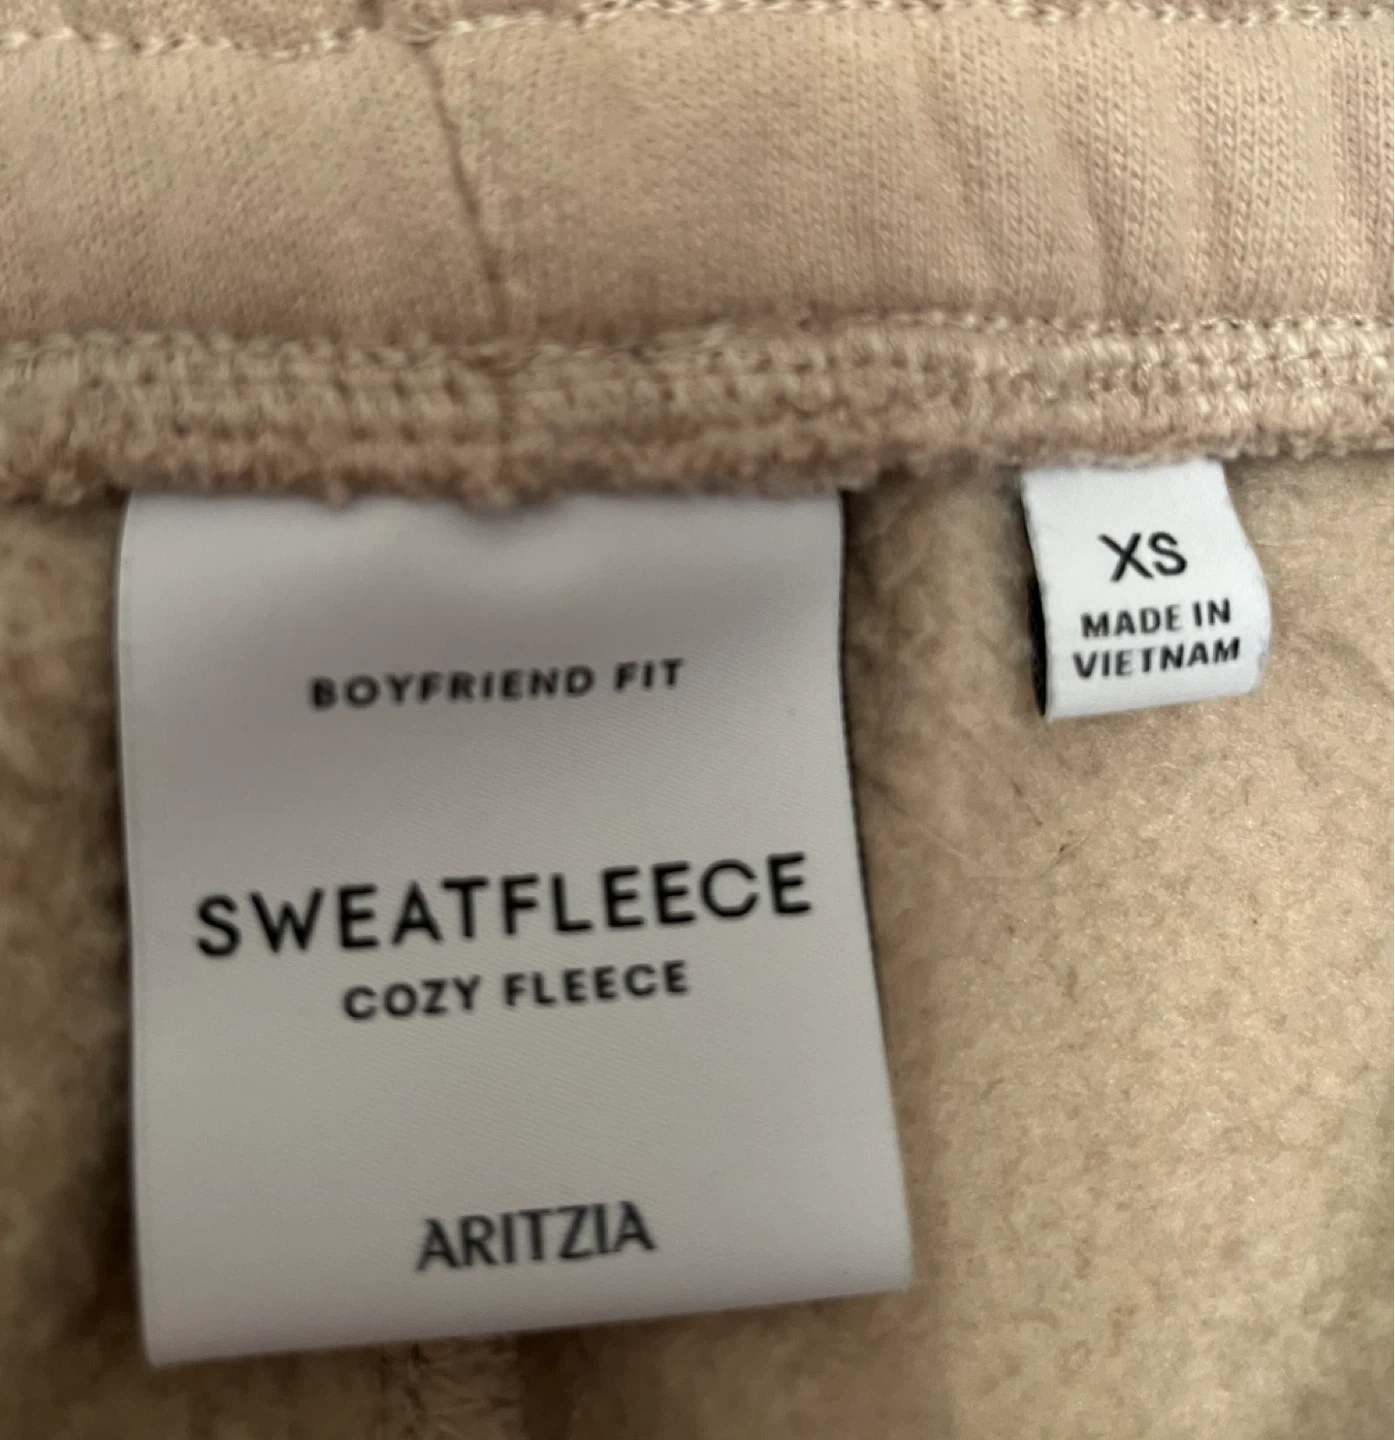 BOYFRIEND FIT
SWEATFLEECE
COZY FLEECE
ARITZIA
XS
MADE IN
VIETNAM